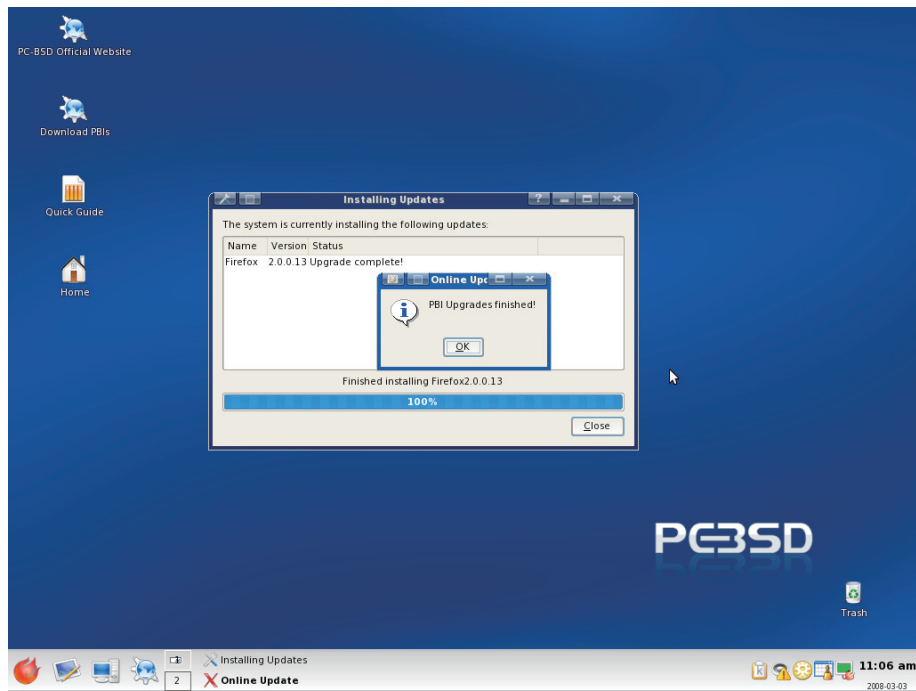 PC-BSD Official Website
Download PBIs
Quick Guide
Home
Installing Updates
The system is currently installing the following updates:
Name Version Status
Firefox 2.0.0.13 Upgrade complete!
Online Upd
PBI Upgrades finished!
OK
Finished installing Firefox2.0.0.13
100%
Close
PCBSD
Trash
2
Installing Updates
Online Update
11:06 am
2008-03-03